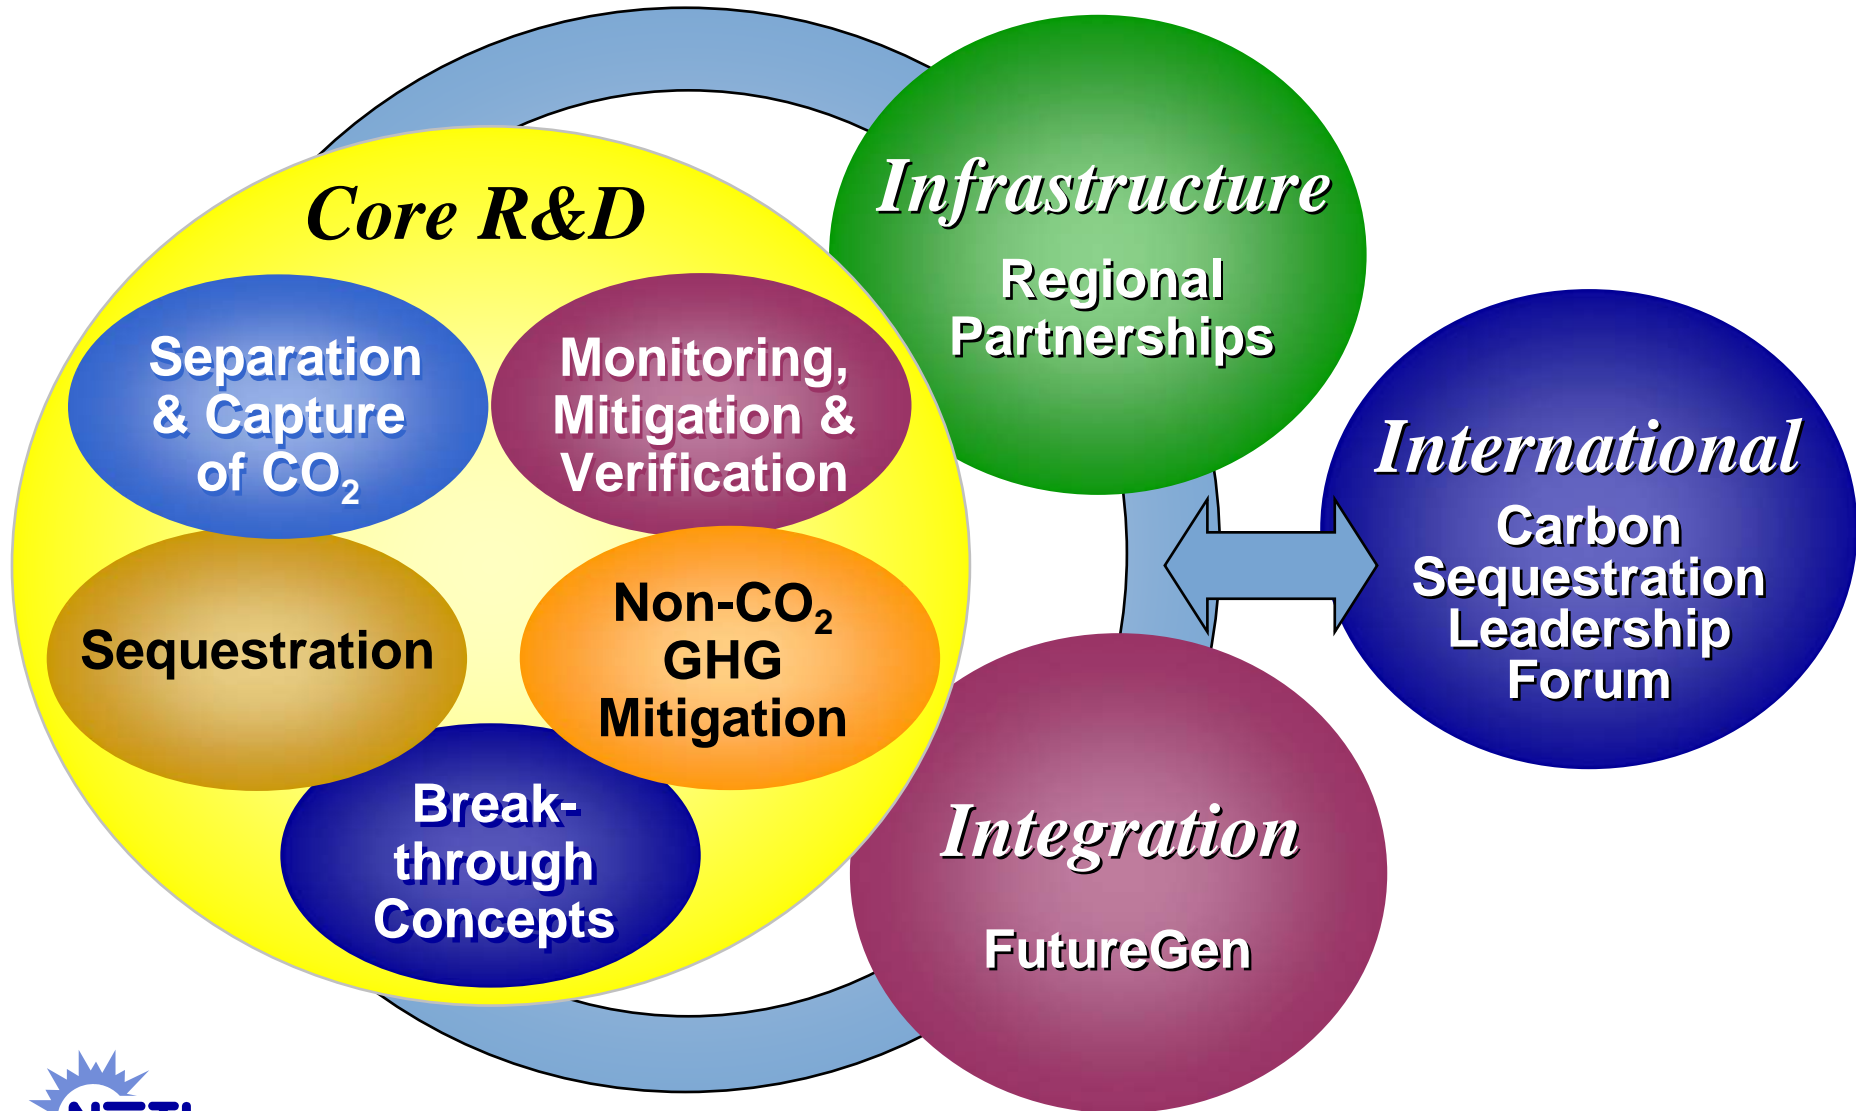 Core R&D
Separation
& Capture
of CO₂
Monitoring,
Mitigation &
Verification
Sequestration
Non-CO₂
GHG
Mitigation
Break-
through
Concepts
Infrastructure
Regional
Partnerships
International
Carbon
Sequestration
Leadership
Forum
Integration
FutureGen
NETL